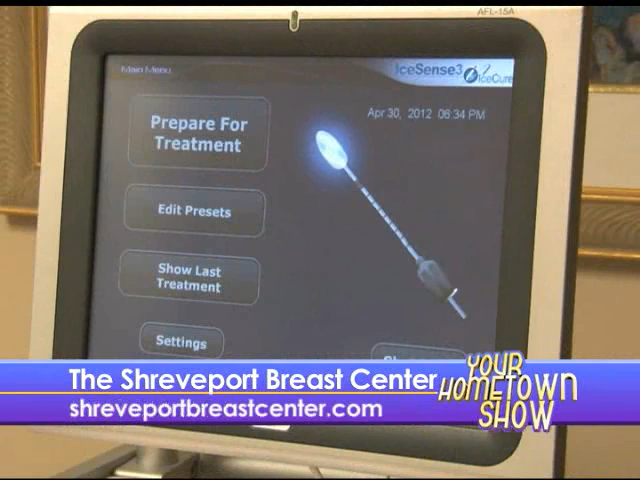 AFL-15A
Main Menu
IceSense3
IceCure
Apr 30, 2012 06:34 PM
Prepare For
Treatment
Edit Presets
Show Last
Treatment
Settings
The Shreveport Breast Center
shreveportbreastcenter.com
YOUR
HOMETOWN
SHOW